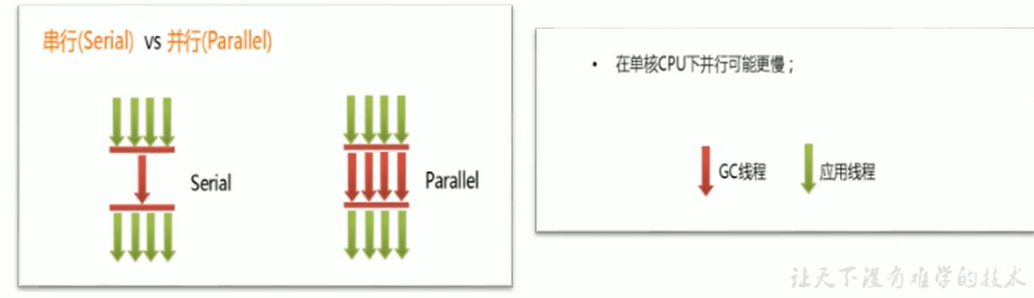 串行(Serial) vs 并行(Parallel)
Serial
Parallel
• 在单核CPU下并行可能更慢；
GC线程
应用线程
让天下没有难学的技术